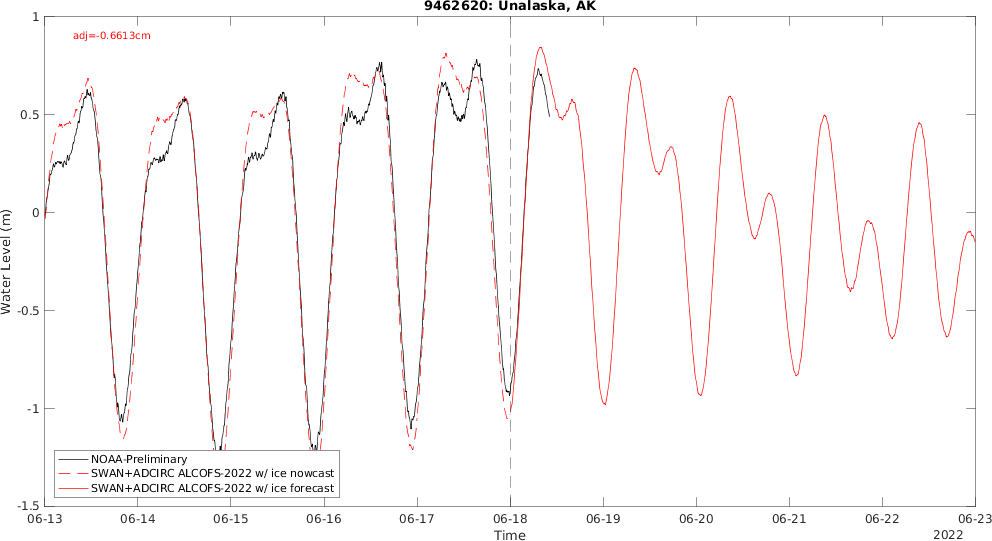 9462620: Unalaska, AK
adj=-0.6613cm
Water Level (m)
1
0.5
0
-0.5
-1
-1.5
NOAA-Preliminary
SWAN+ADCIRC ALCOFS-2022 w/ ice nowcast
SWAN+ADCIRC ALCOFS-2022 w/ ice forecast
06-13 06-14 06-15 06-16 06-17 06-18 06-19 06-20 06-21 06-22 06-23
Time
2022